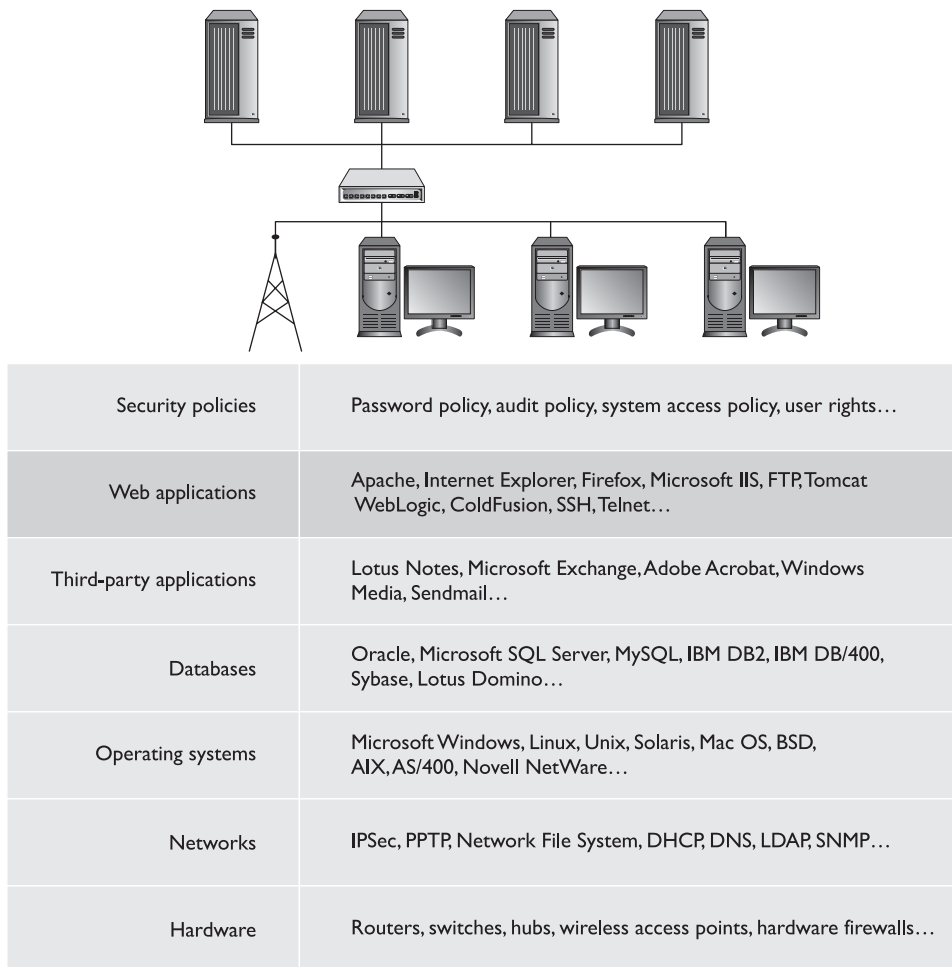 Security policies
Password policy, audit policy, system access policy, user rights…
Web applications
Apache, Internet Explorer, Firefox, Microsoft IIS, FTP, Tomcat
WebLogic, ColdFusion, SSH, Telnet…
Third-party applications
Lotus Notes, Microsoft Exchange, Adobe Acrobat, Windows
Media, Sendmail…
Databases
Oracle, Microsoft SQL Server, MySQL, IBM DB2, IBM DB/400,
Sybase, Lotus Domino…
Operating systems
Microsoft Windows, Linux, Unix, Solaris, Mac OS, BSD,
AIX, AS/400, Novell NetWare…
Networks
IPSec, PPTP, Network File System, DHCP, DNS, LDAP, SNMP…
Hardware
Routers, switches, hubs, wireless access points, hardware firewalls…